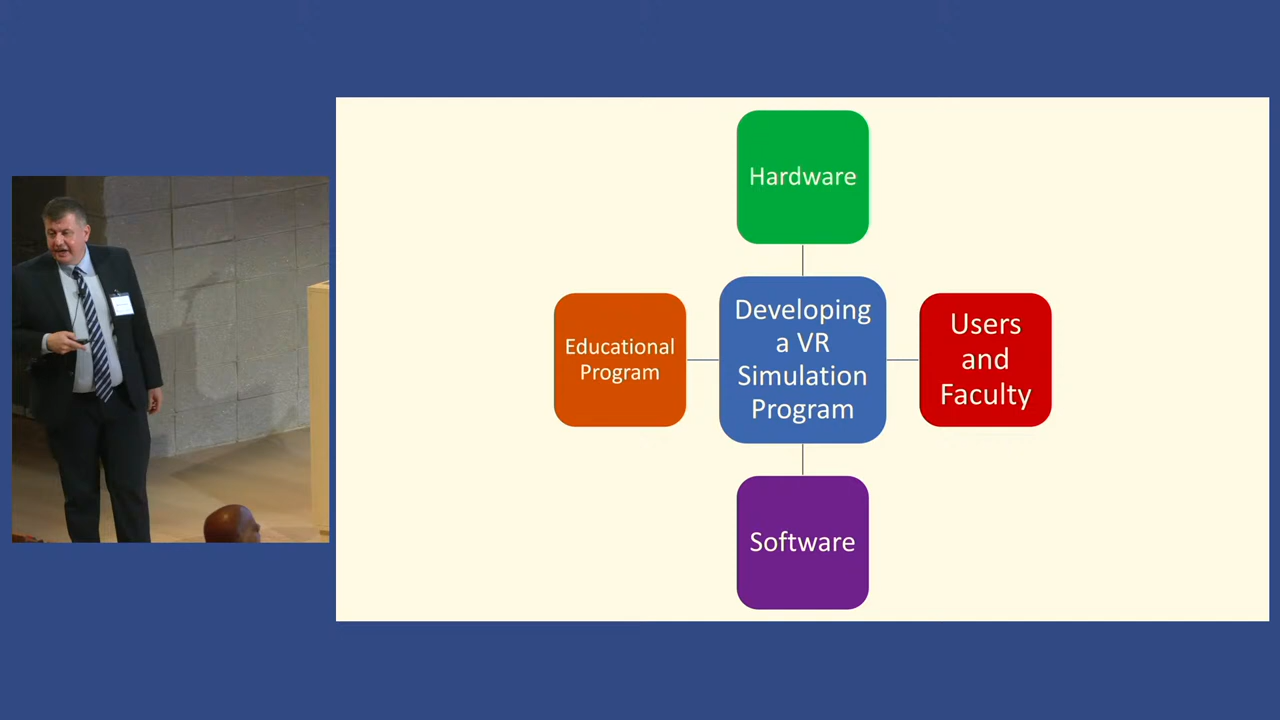 Hardware
Educational
Program
Developing
a VR
Simulation
Program
Users
and
Faculty
Software